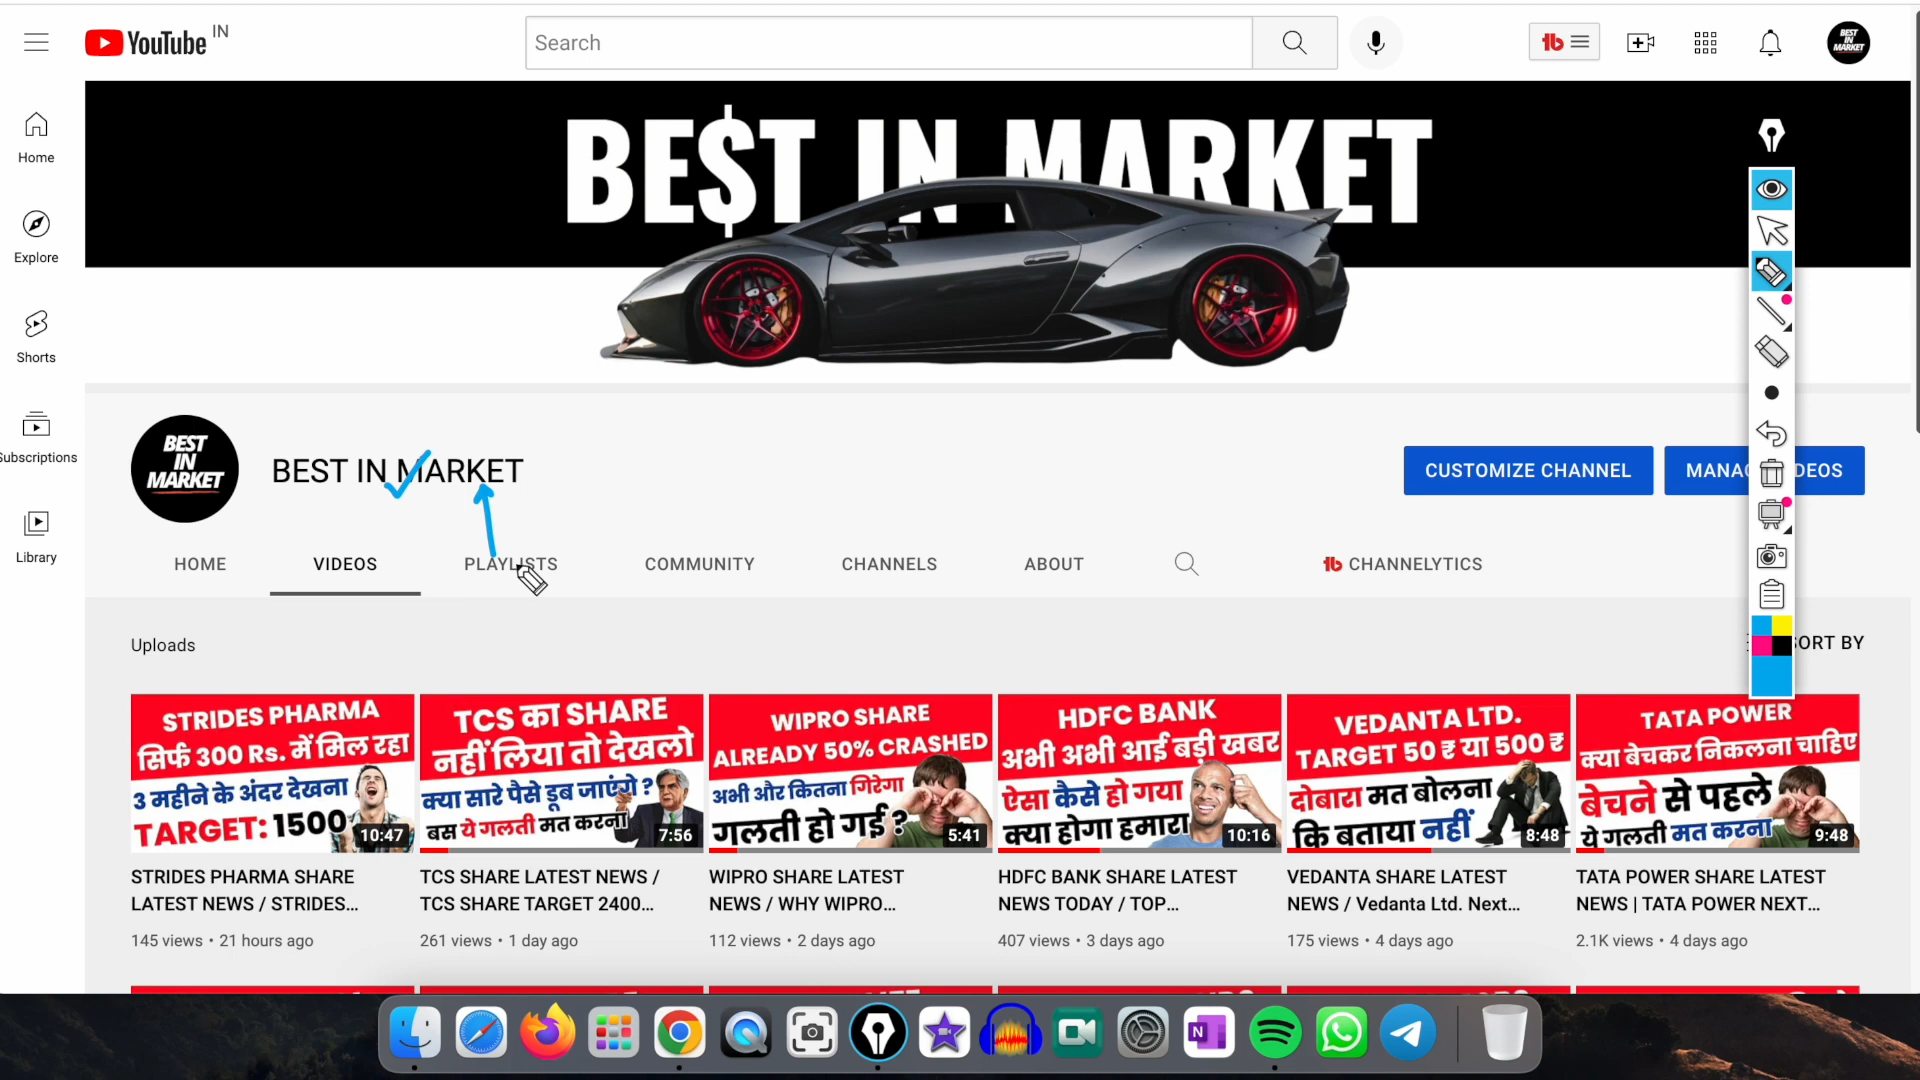 YouTube IN
Search
BE$T IN MARKET
BEST
IN
MARKET
Home
Explore
Shorts
Subscriptions
Library
BEST
IN
MARKET
BEST IN MARKET
CUSTOMIZE CHANNEL
HOME
VIDEOS
PLAYLISTS
COMMUNITY
CHANNELS
ABOUT
CHANNELYTICS
Uploads
SORT BY
STRIDES PHARMA
सिर्फ 300 Rs. में मिल रहा
3 महीने के अंदर देखना
TARGET: 1500
10:47
TCS का SHARE
नहीं लिया तो देखलो
क्या सारे पैसे डूब जाएंगे ?
बस ये गलती मत करना
7:56
WIPRO SHARE
ALREADY 50% CRASHED
अभी और कितना गिरेगा
गलती हो गई ?
5:41
HDFC BANK
अभी अभी आई बड़ी खबर
ऐसा कैसे हो गया
क्या होगा हमारा
10:16
VEDANTA LTD.
TARGET 50 ₹ या 500 ₹
दोबारा मत बोलना
कि बताया नहीं
8:48
TATA POWER
क्या बेचकर निकलना चाहिए
बेचने से पहले
ये गलती मत करना
9:48
STRIDES PHARMA SHARE
LATEST NEWS / STRIDES...
145 views • 21 hours ago
TCS SHARE LATEST NEWS /
TCS SHARE TARGET 2400...
261 views • 1 day ago
WIPRO SHARE LATEST
NEWS / WHY WIPRO...
112 views • 2 days ago
HDFC BANK SHARE LATEST
NEWS TODAY / TOP...
407 views • 3 days ago
VEDANTA SHARE LATEST
NEWS / Vedanta Ltd. Next...
175 views • 4 days ago
TATA POWER SHARE LATEST
NEWS | TATA POWER NEXT...
2.1K views • 4 days ago